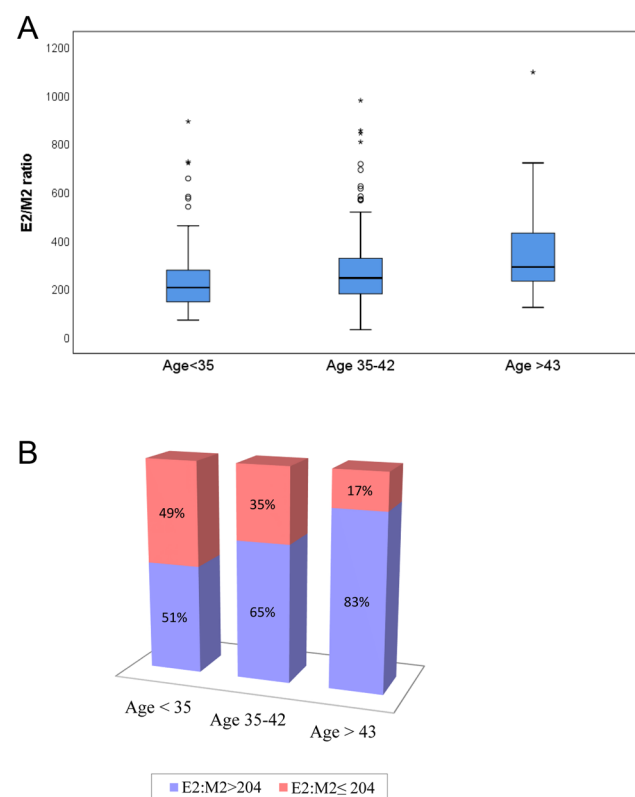 A
1200
1000
800
600
400
200
0
E2/M2 ratio
Age<35
Age 35-42
Age >43
B
49%
35%
17%
51%
65%
83%
Age < 35
Age 35-42
Age > 43
E2:M2>204
E2:M2≤ 204